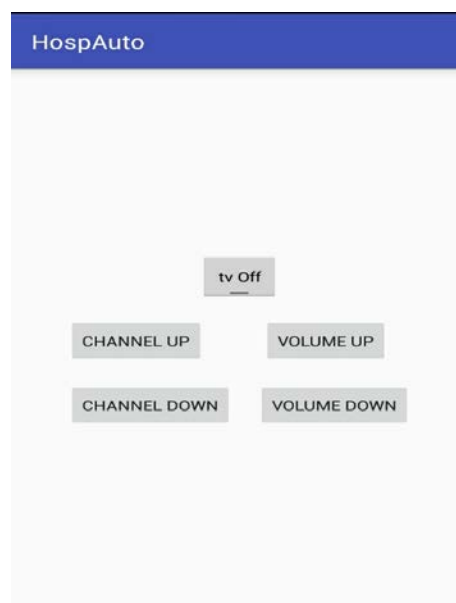 HospAuto
tv Off
CHANNEL UP VOLUME UP
CHANNEL DOWN VOLUME DOWN